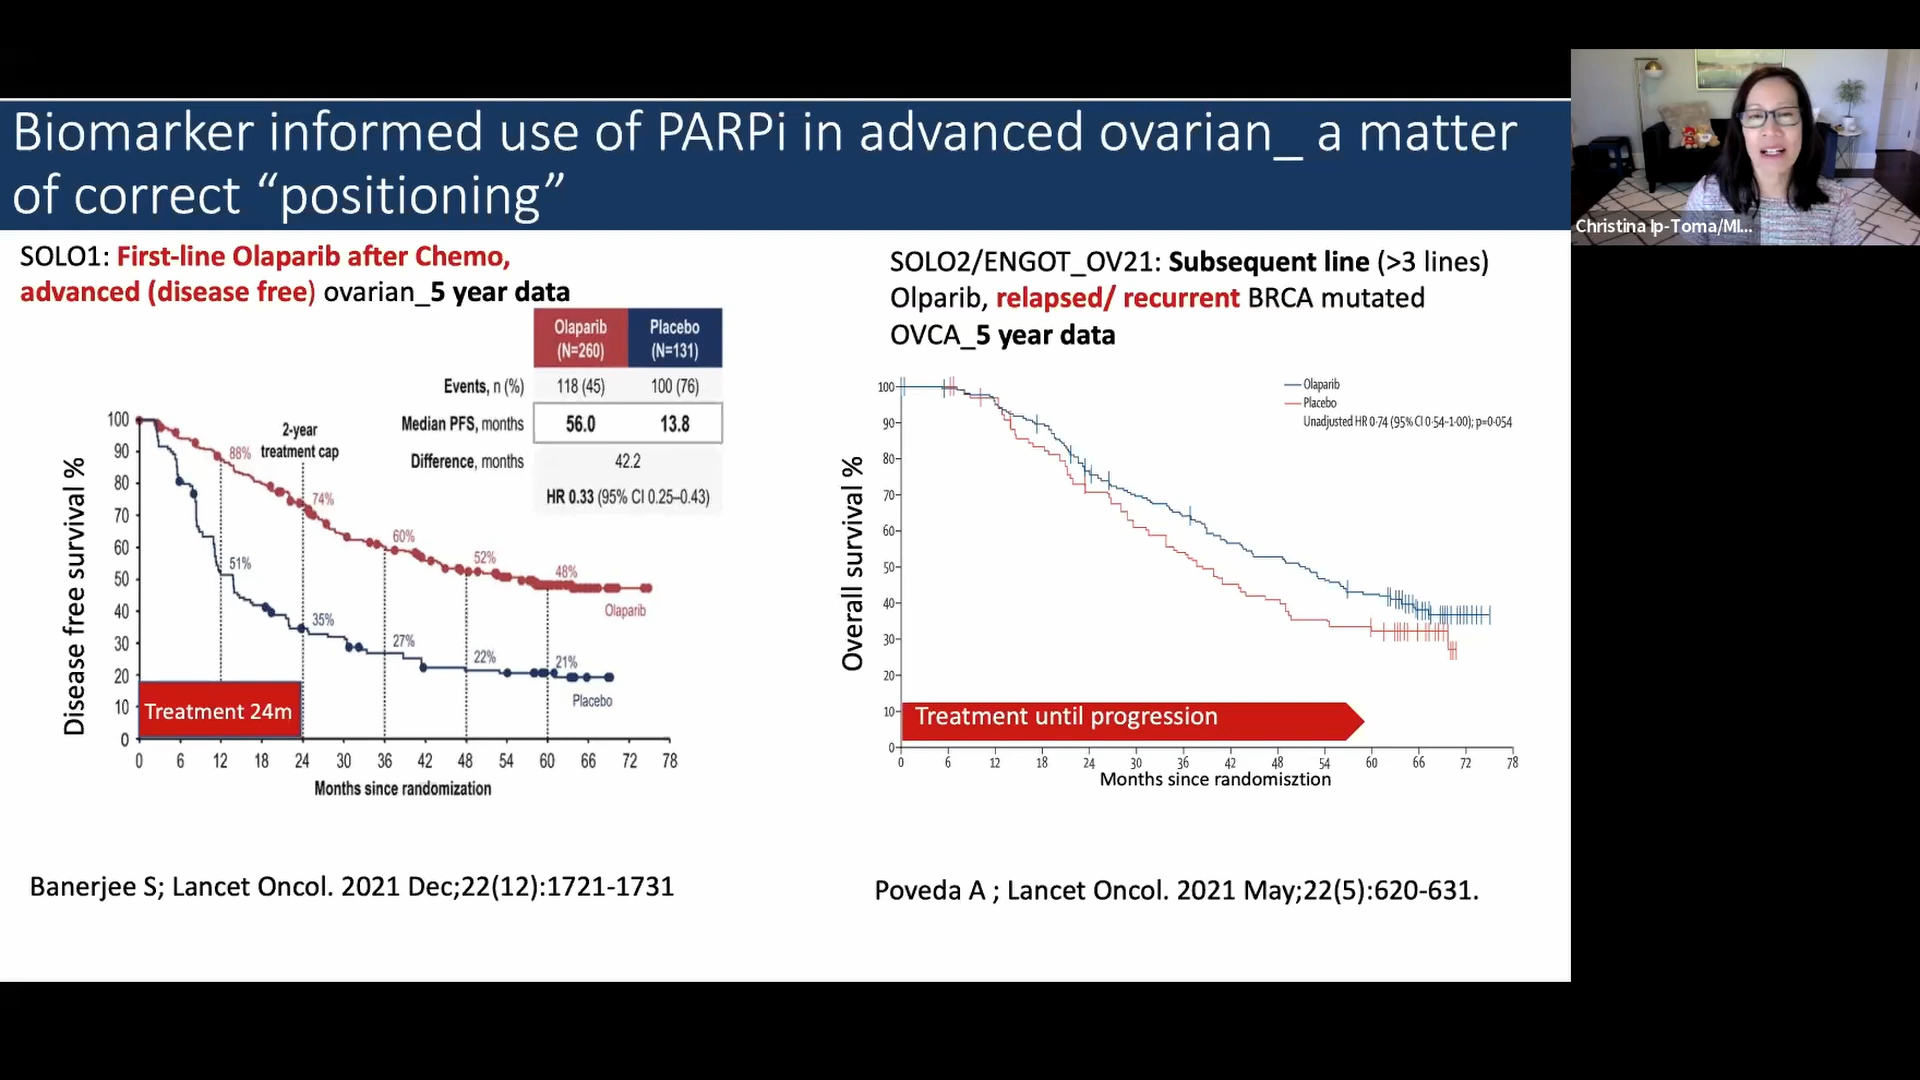 Biomarker informed use of PARPi in advanced ovarian_ a matter
of correct “positioning”
Christina Ip-Toma/MI...
SOLO1: First-line Olaparib after Chemo,
advanced (disease free) ovarian_5 year data
Olaparib
(N=260)
Placebo
(N=131)
Events, n (%) 118 (45) 100 (76)
Median PFS, months 56.0 13.8
Difference, months 42.2
HR 0.33 (95% CI 0.25–0.43)
Disease free survival %
100
90
80
70
60
50
40
30
20
10
0
2-year
treatment cap
88%
74%
60%
52%
48%
Olaparib
51%
35%
27%
22%
21%
Placebo
Treatment 24m
0 6 12 18 24 30 36 42 48 54 60 66 72 78
Months since randomization
Banerjee S; Lancet Oncol. 2021 Dec;22(12):1721-1731
SOLO2/ENGOT_OV21: Subsequent line (>3 lines)
Olparib, relapsed/ recurrent BRCA mutated
OVCA_5 year data
Olaparib
Placebo
Unadjusted HR 0·74 (95% CI 0·54–1·00); p=0·054
Overall survival %
100
90
80
70
60
50
40
30
20
10
0
Treatment until progression
0 6 12 18 24 30 36 42 48 54 60 66 72 78
Months since randomisztion
Poveda A ; Lancet Oncol. 2021 May;22(5):620-631.